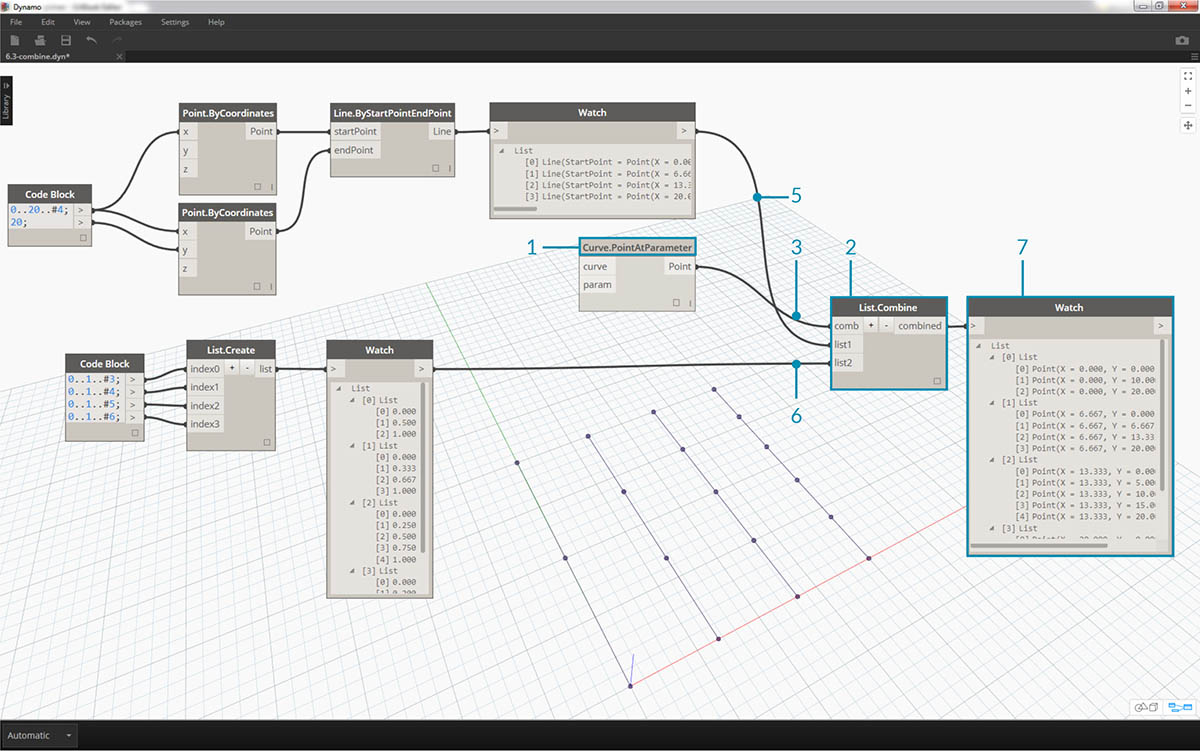 Dynamo
File Edit View Packages Settings Help
6.3-combine.dyn*
Library
Point.ByCoordinates
x Point
y
z
Line.ByStartPointEndPoint
startPoint Line
endPoint
Watch
> >
List
[0] Line(StartPoint = Point(X = 0.00
[1] Line(StartPoint = Point(X = 6.66
[2] Line(StartPoint = Point(X = 13.3
[3] Line(StartPoint = Point(X = 20.0
Code Block
0..20..#4; >
20; >
Point.ByCoordinates
x Point
y
z
5
1
Curve.PointAtParameter
curve Point
param
3
2
7
List.Combine
comb + - combined
list1
list2
6
Watch
> >
List
[0] List
[0] Point(X = 0.000, Y = 0.000
[1] Point(X = 0.000, Y = 10.00
[2] Point(X = 0.000, Y = 20.00
[1] List
[0] Point(X = 6.667, Y = 0.000
[1] Point(X = 6.667, Y = 6.667
[2] Point(X = 6.667, Y = 13.33
[3] Point(X = 6.667, Y = 20.00
[2] List
[0] Point(X = 13.333, Y = 0.00
[1] Point(X = 13.333, Y = 5.00
[2] Point(X = 13.333, Y = 10.0
[3] Point(X = 13.333, Y = 15.0
[4] Point(X = 13.333, Y = 20.0
[3] List
Code Block
0..1..#3; >
0..1..#4; >
0..1..#5; >
0..1..#6; >
List.Create
index0 + - list
index1
index2
index3
Watch
> >
List
[0] List
[0] 0.000
[1] 0.500
[2] 1.000
[1] List
[0] 0.000
[1] 0.333
[2] 0.667
[3] 1.000
[2] List
[0] 0.000
[1] 0.250
[2] 0.500
[3] 0.750
[4] 1.000
[3] List
[0] 0.000
[1] 0.200
Automatic